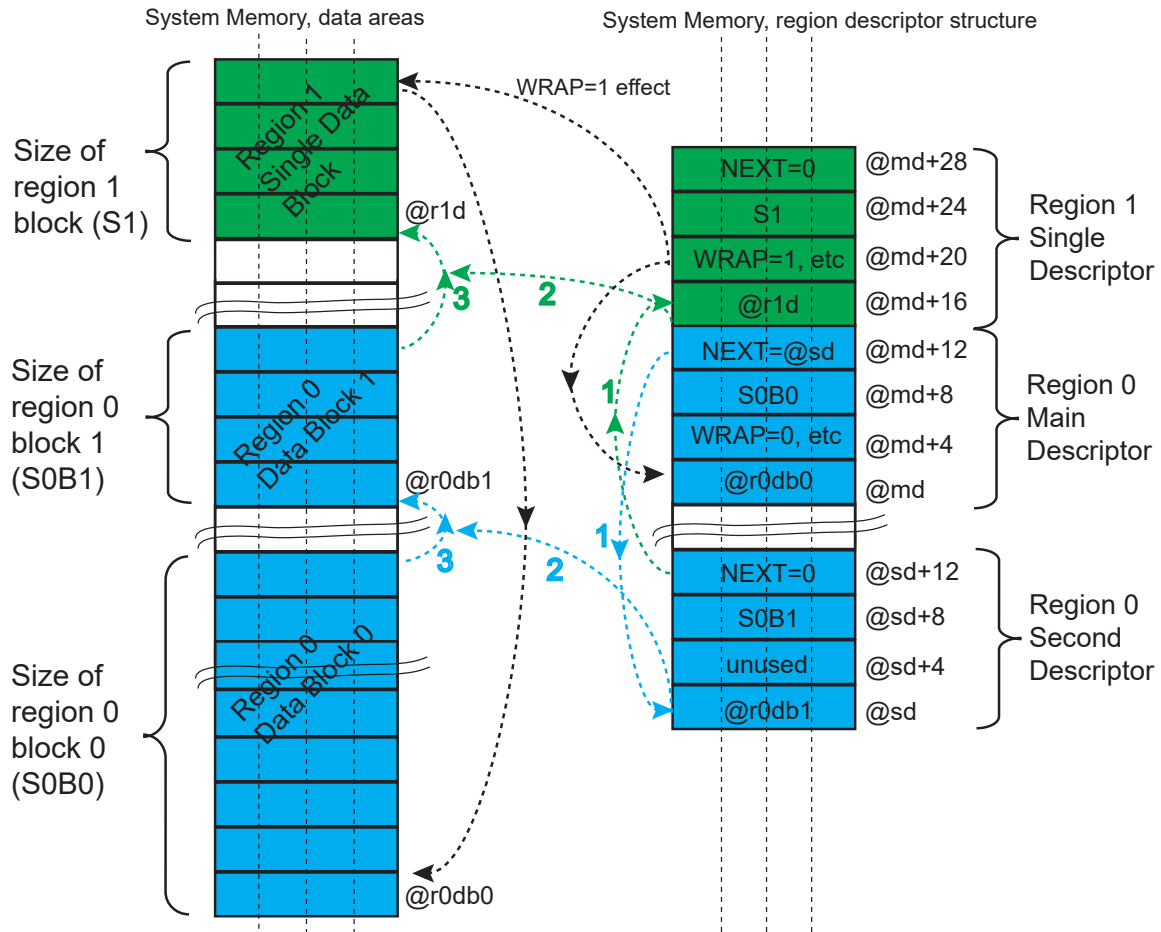 System Memory, data areas
System Memory, region descriptor structure
WRAP=1 effect
Size of
region 1
block (S1)
Region 1
Single Data
Block
@r1d
3
2
Size of
region 0
block 1
(S0B1)
Region 0
Data Block 1
@r0db1
3
2
Size of
region 0
block 0
(S0B0)
Region 0
Data Block 0
@r0db0
1
1
NEXT=0
@md+28
S1
@md+24
WRAP=1, etc
@md+20
@r1d
@md+16
Region 1
Single
Descriptor
NEXT=@sd
@md+12
S0B0
@md+8
WRAP=0, etc
@md+4
@r0db0
@md
Region 0
Main
Descriptor
NEXT=0
@sd+12
S0B1
@sd+8
unused
@sd+4
@r0db1
@sd
Region 0
Second
Descriptor